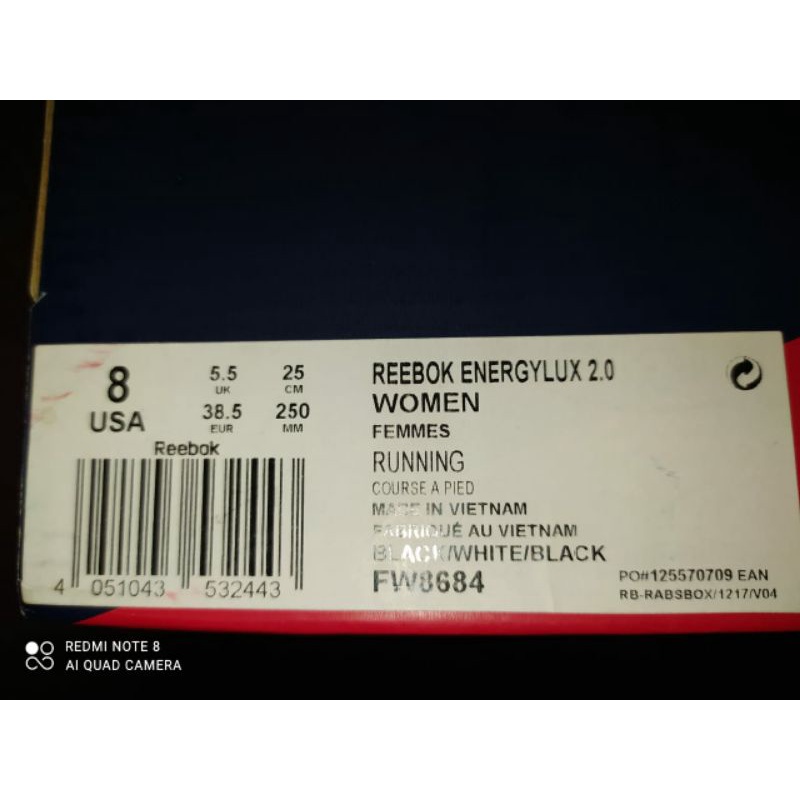 8
USA
5.5
UK
25
CM
38.5
EUR
250
MM
Reebok
4 051043 532443
REEBOK ENERGYLUX 2.0
WOMEN
FEMMES
RUNNING
COURSE A PIED
MADE IN VIETNAM
FABRIQUÉ AU VIETNAM
BLACK/WHITE/BLACK
FW8684
PO#125570709 EAN
RB-RABSBOX/1217/V04
REDMI NOTE 8
AI QUAD CAMERA